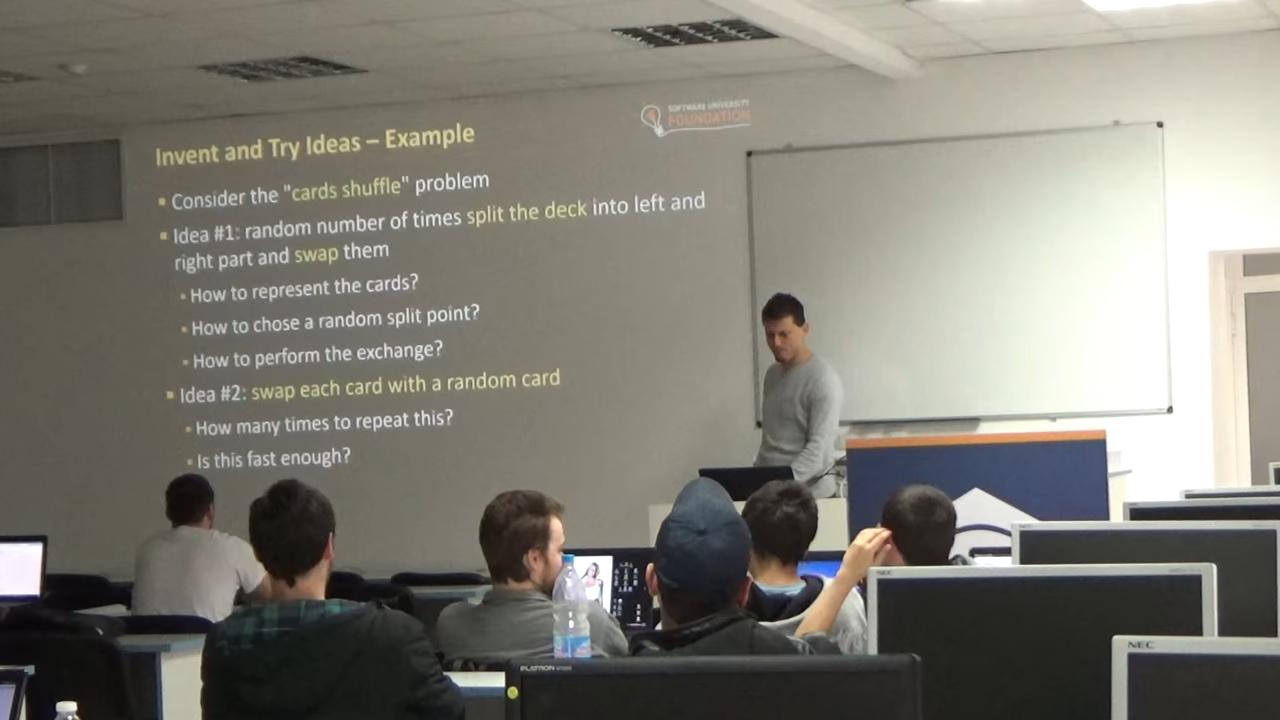 SOFTWARE UNIVERSITY
FOUNDATION
Invent and Try Ideas – Example
▪ Consider the "cards shuffle" problem
▪ Idea #1: random number of times split the deck into left and
right part and swap them
▪ How to represent the cards?
▪ How to chose a random split point?
▪ How to perform the exchange?
▪ Idea #2: swap each card with a random card
▪ How many times to repeat this?
▪ Is this fast enough?
NEC
NEC
NEC